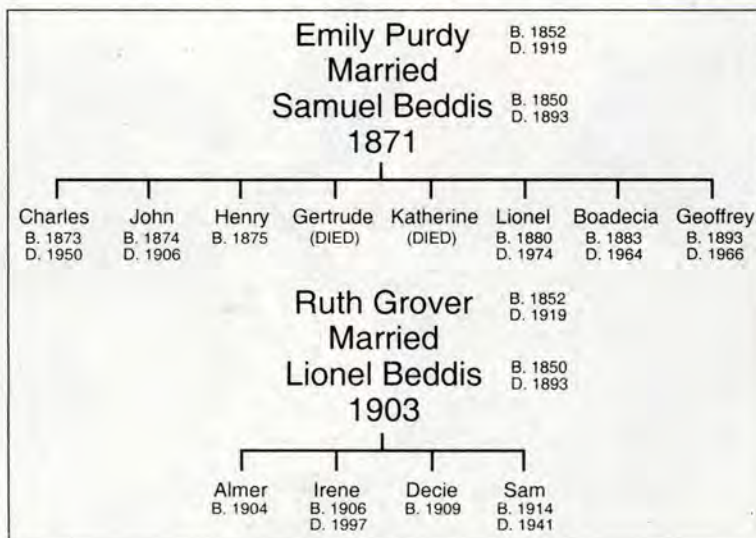 Emily Purdy B. 1852
D. 1919
Married
Samuel Beddis B. 1850
D. 1893
1871
Charles John Henry Gertrude Katherine Lionel Boadecia Geoffrey
B. 1873 B. 1874 B. 1875 (DIED) (DIED) B. 1880 B. 1883 B. 1893
D. 1950 D. 1906 D. 1974 D. 1964 D. 1966
Ruth Grover B. 1852
D. 1919
Married
Lionel Beddis B. 1850
D. 1893
1903
Almer Irene Decie Sam
B. 1904 B. 1906 B. 1909 B. 1914
D. 1997 D. 1941